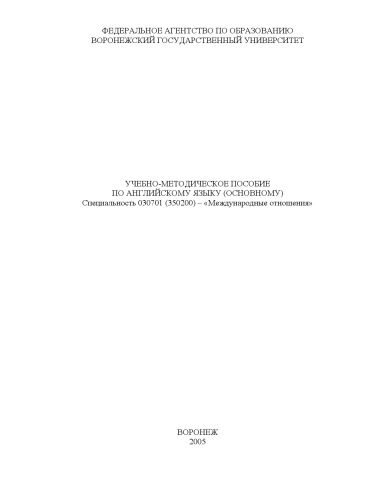 ФЕДЕРАЛЬНОЕ АГЕНТСТВО ПО ОБРАЗОВАНИЮ
ВОРОНЕЖСКИЙ ГОСУДАРСТВЕННЫЙ УНИВЕРСИТЕТ
УЧЕБНО-МЕТОДИЧЕСКОЕ ПОСОБИЕ
ПО АНГЛИЙСКОМУ ЯЗЫКУ (ОСНОВНОМУ)
Специальность 030701 (350200) – «Международные отношения»
ВОРОНЕЖ
2005